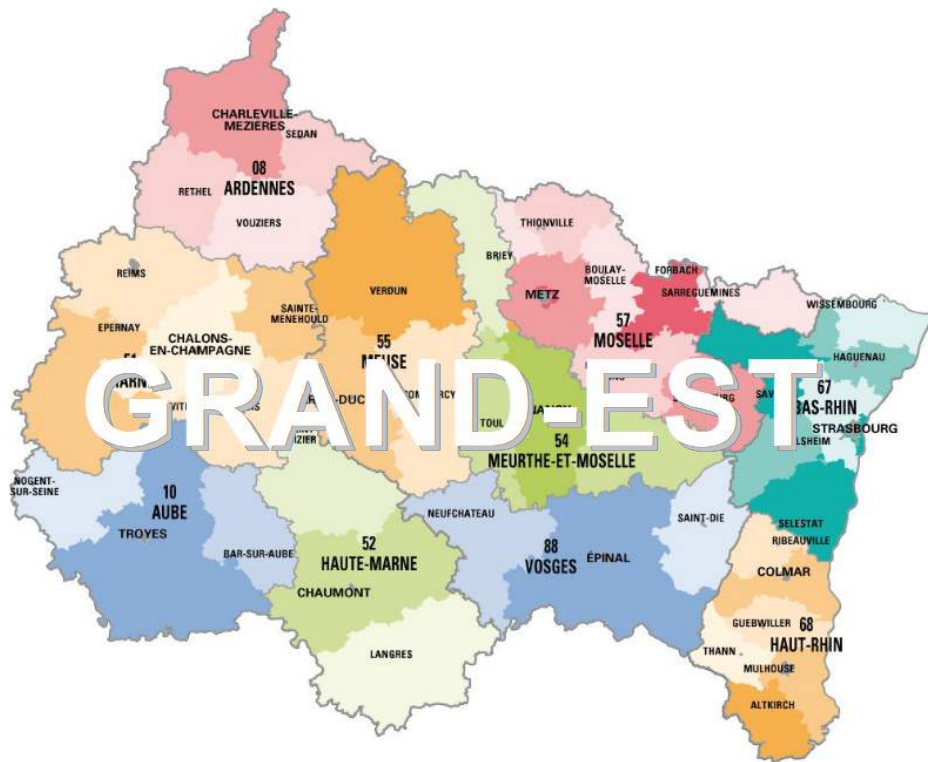 CHARLEVILLE-
MEZIERES
SEDAN
08
ARDENNES
RETHEL
VOUZIERS
THIONVILLE
BRIEY
REIMS
BOULAY-
MOSELLE
FORBACH
SARREGUEMINES
VERDUN
METZ
WISSEMBOURG
SAINTE-
MENEHOULD
57
MOSELLE
EPERNAY
CHALONS-
EN-CHAMPAGNE
55
MEUSE
HAGUENAU
67
BAS-RHIN
GRAND-EST
TOUL
STRASBOURG
54
MEURTHE-ET-MOSELLE
NOGENT-
SUR-SEINE
10
AUBE
TROYES
BAR-SUR-AUBE
NEUFCHATEAU
SAINT-DIE
SELESTAT
RIBEAUVILLE
52
HAUTE-MARNE
CHAUMONT
88
VOSGES
ÉPINAL
COLMAR
GUEBWILLER
68
HAUT-RHIN
LANGRES
THANN
MULHOUSE
ALTKIRCH